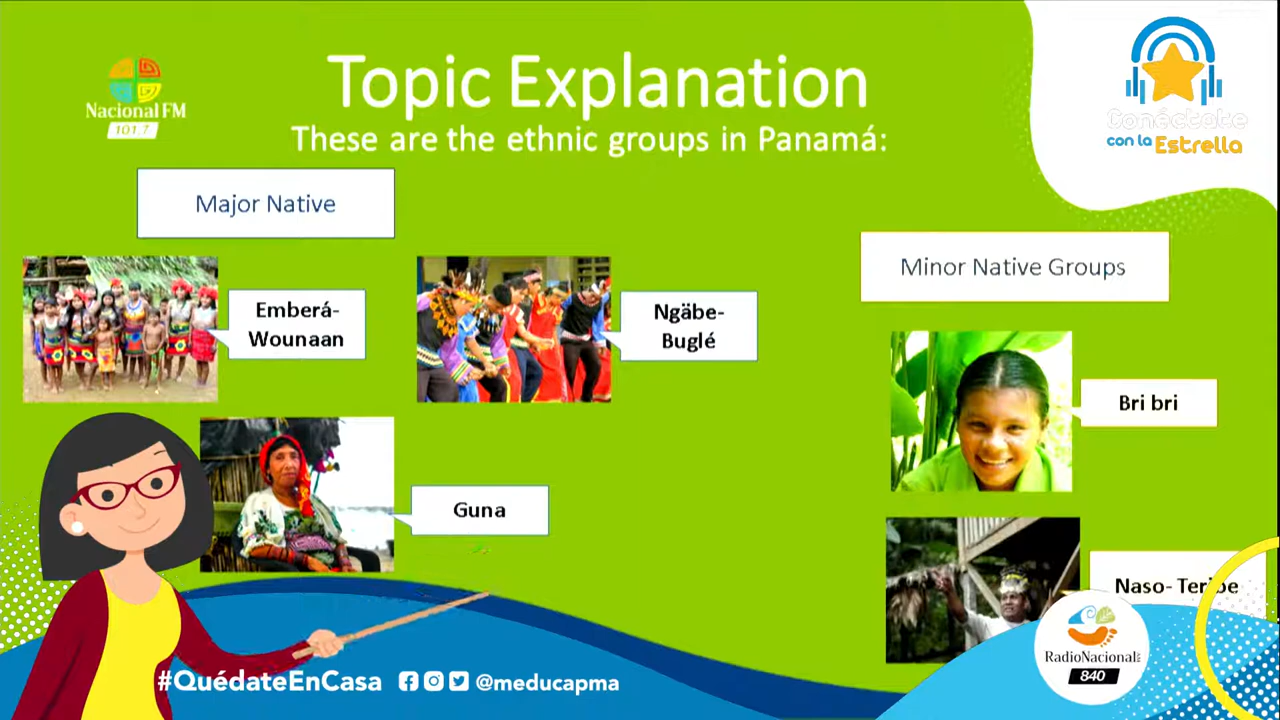 Topic Explanation
These are the ethnic groups in Panamá:
Nacional FM
101.7
Conéctate
con la Estrella
Major Native
Minor Native Groups
Emberá-
Wounaan
Ngäbe-
Buglé
Bri bri
Guna
Naso- Teribe
RadioNacional
840
#QuédateEnCasa @meducapma